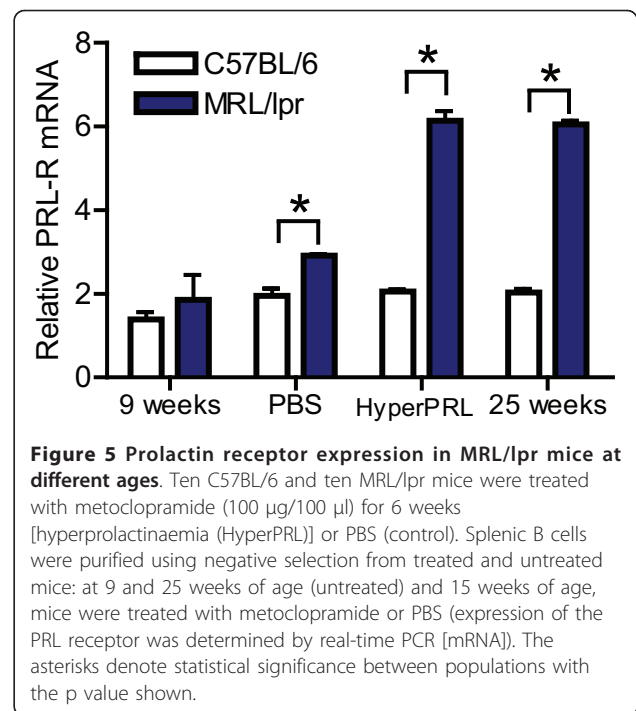 8
6
4
2
0
Relative PRL-R mRNA
C57BL/6
MRL/lpr
*
*
*
9 weeks PBS HyperPRL 25 weeks
Figure 5 Prolactin receptor expression in MRL/lpr mice at
different ages. Ten C57BL/6 and ten MRL/lpr mice were treated
with metoclopramide (100 μg/100 μl) for 6 weeks
[hyperprolactinaemia (HyperPRL)] or PBS (control). Splenic B cells
were purified using negative selection from treated and untreated
mice: at 9 and 25 weeks of age (untreated) and 15 weeks of age,
mice were treated with metoclopramide or PBS (expression of the
PRL receptor was determined by real-time PCR [mRNA]). The
asterisks denote statistical significance between populations with
the p value shown.